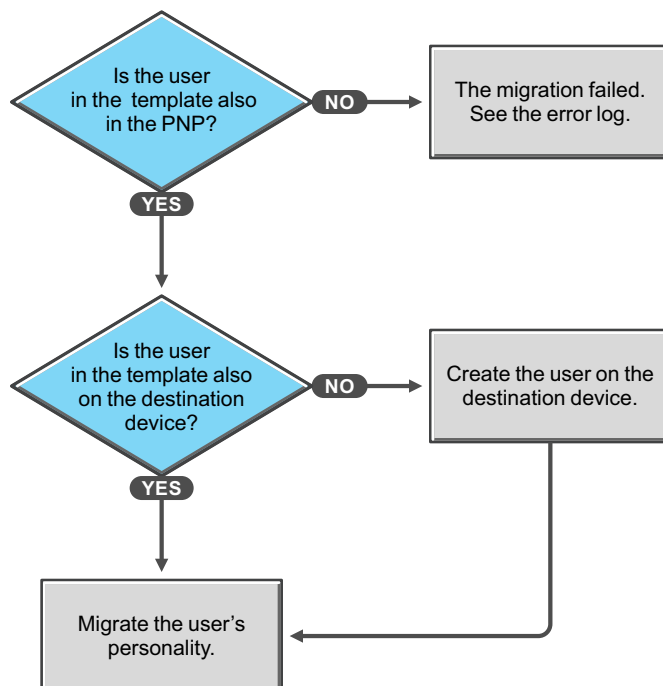 Is the user
in the template also
in the PNP?
NO
The migration failed.
See the error log.
YES
Is the user
in the template also
on the destination
device?
NO
Create the user on the
destination device.
YES
Migrate the user's
personality.